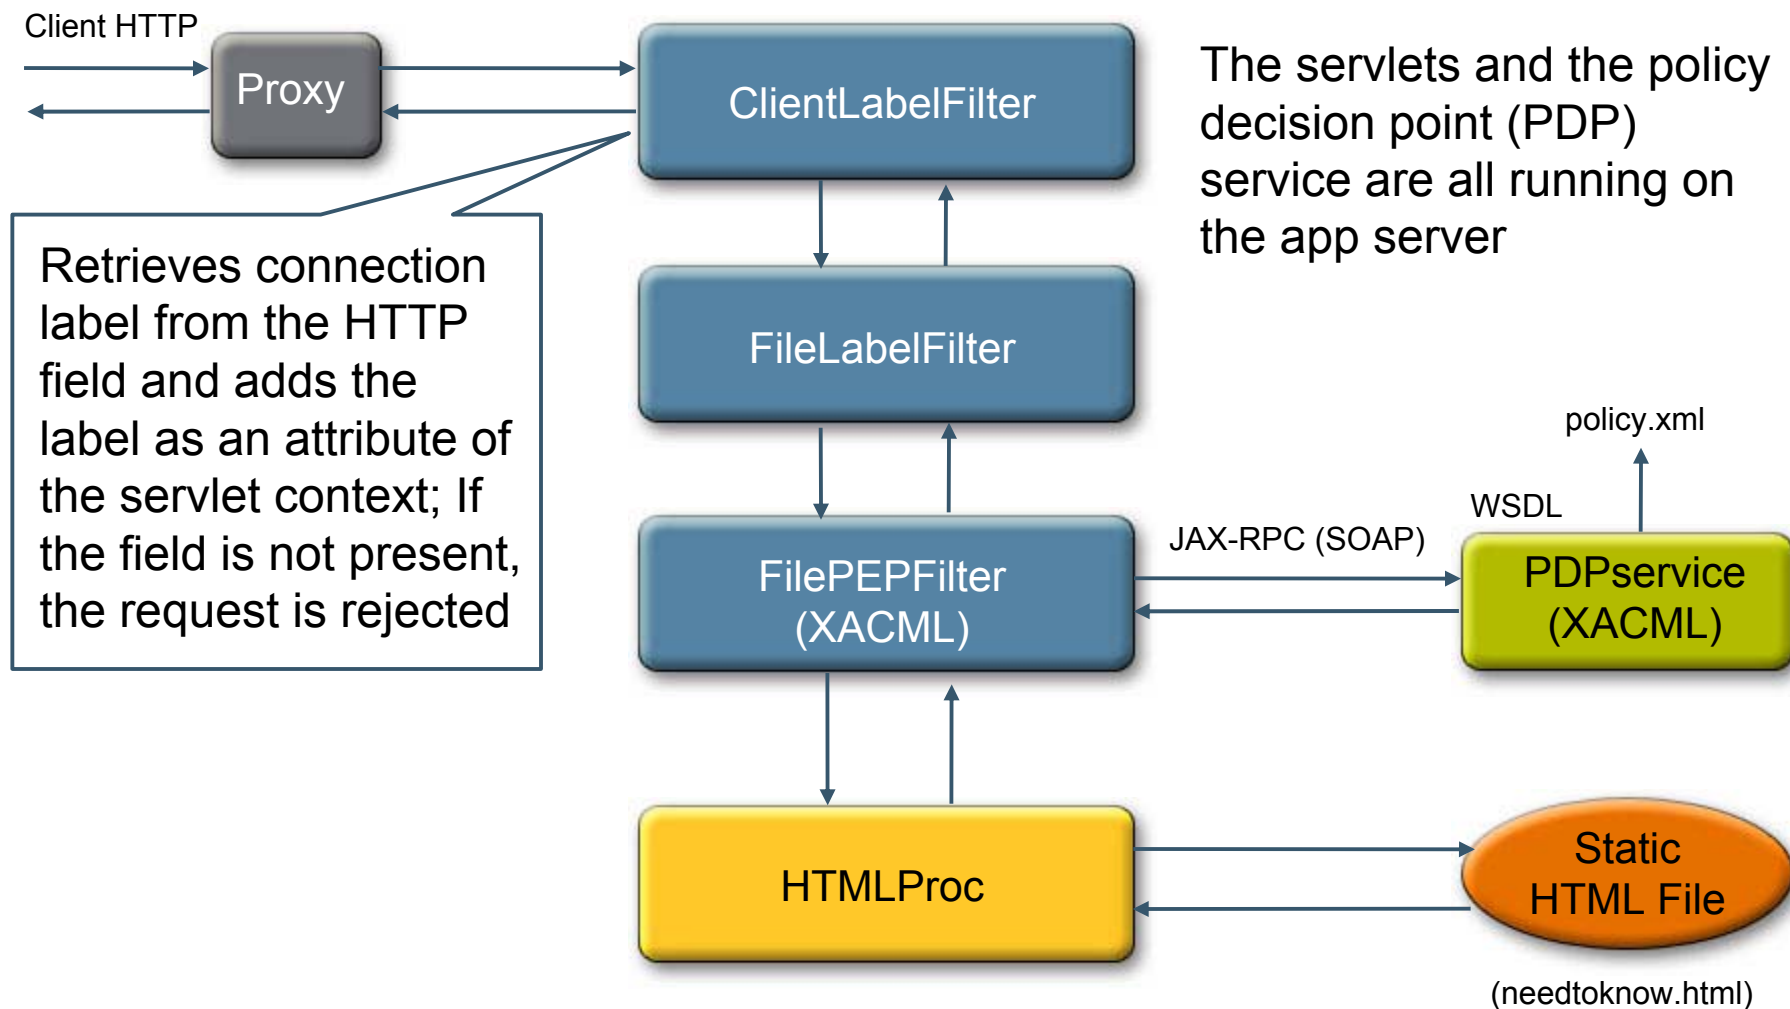 Client HTTP
Proxy
ClientLabelFilter
The servlets and the policy
decision point (PDP)
service are all running on
the app server
Retrieves connection
label from the HTTP
field and adds the
label as an attribute of
the servlet context; If
the field is not present,
the request is rejected
FileLabelFilter
policy.xml
WSDL
JAX-RPC (SOAP)
FilePEPFilter
(XACML)
PDPservice
(XACML)
HTMLProc
Static
HTML File
(needtoknow.html)